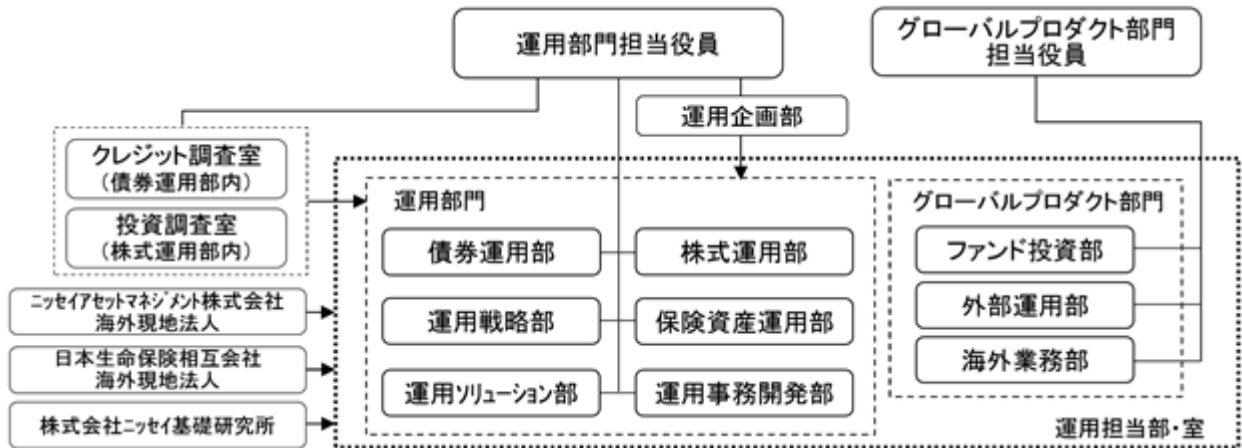 運用部門担当役員
グローバルプロダクト部門
担当役員
運用企画部
クレジット調査室
(債券運用部内)
投資調査室
(株式運用部内)
ニッセイアセットマネジメント株式会社
海外現地法人
日本生命保険相互会社
海外現地法人
株式会社ニッセイ基礎研究所
運用部門
債券運用部
株式運用部
運用戦略部
保険資産運用部
運用ソリューション部
運用事務開発部
グローバルプロダクト部門
ファンド投資部
外部運用部
海外業務部
運用担当部・室